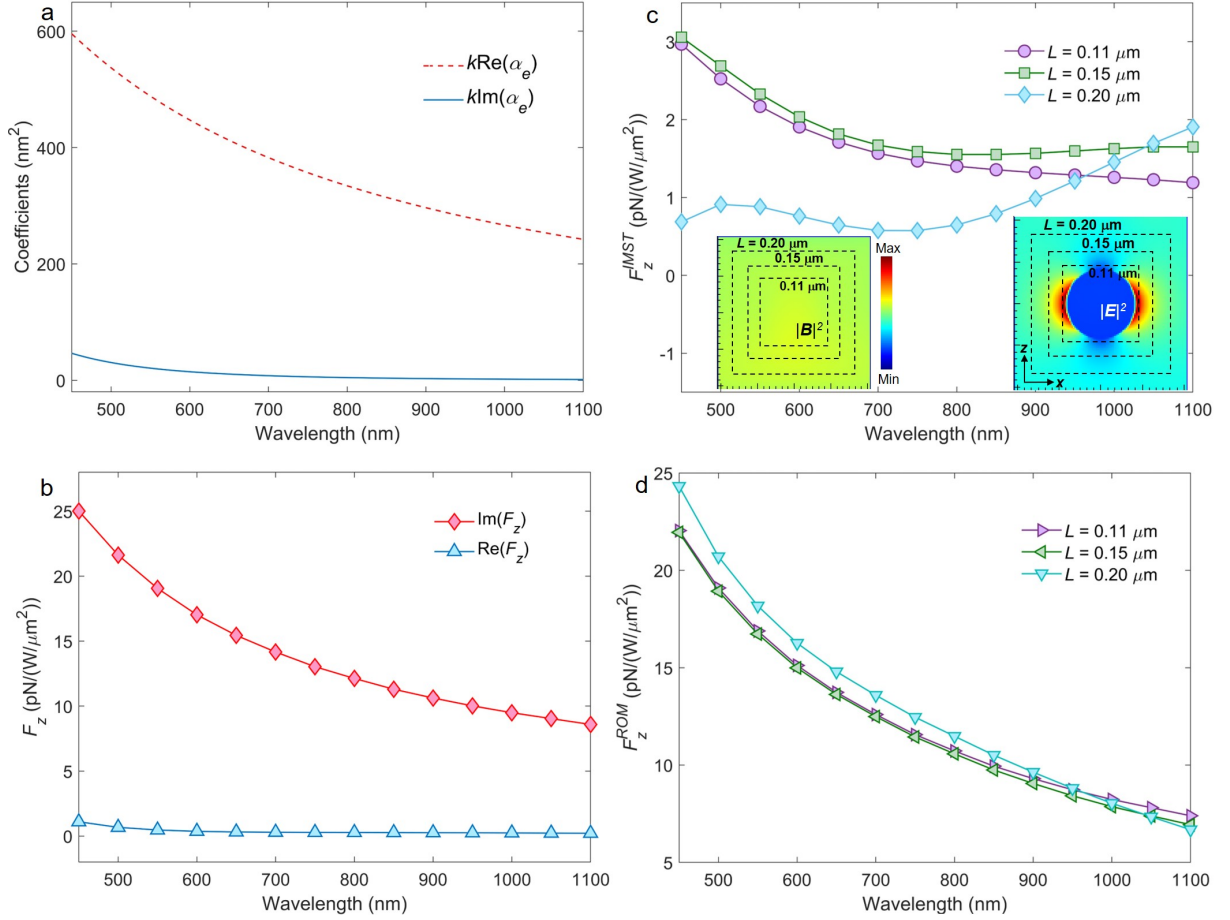 a
600
400
200
0
Coefficients (nm²)
kRe(αₑ)
kIm(αₑ)
500 600 700 800 900 1000 1100
Wavelength (nm)
c
3
2
1
0
-1
F_z^{IMST} (pN/(W/μm²))
L = 0.11 μm
L = 0.15 μm
L = 0.20 μm
L = 0.20 μm
0.15 μm
0.11 μm
|B|²
Max
Min
L = 0.20 μm
0.15 μm
0.11 μm
|E|²
z
x
500 600 700 800 900 1000 1100
Wavelength (nm)
b
25
20
15
10
5
0
F_z (pN/(W/μm²))
Im(F_z)
Re(F_z)
500 600 700 800 900 1000 1100
Wavelength (nm)
d
25
20
15
10
5
F_z^{ROM} (pN/(W/μm²))
L = 0.11 μm
L = 0.15 μm
L = 0.20 μm
500 600 700 800 900 1000 1100
Wavelength (nm)